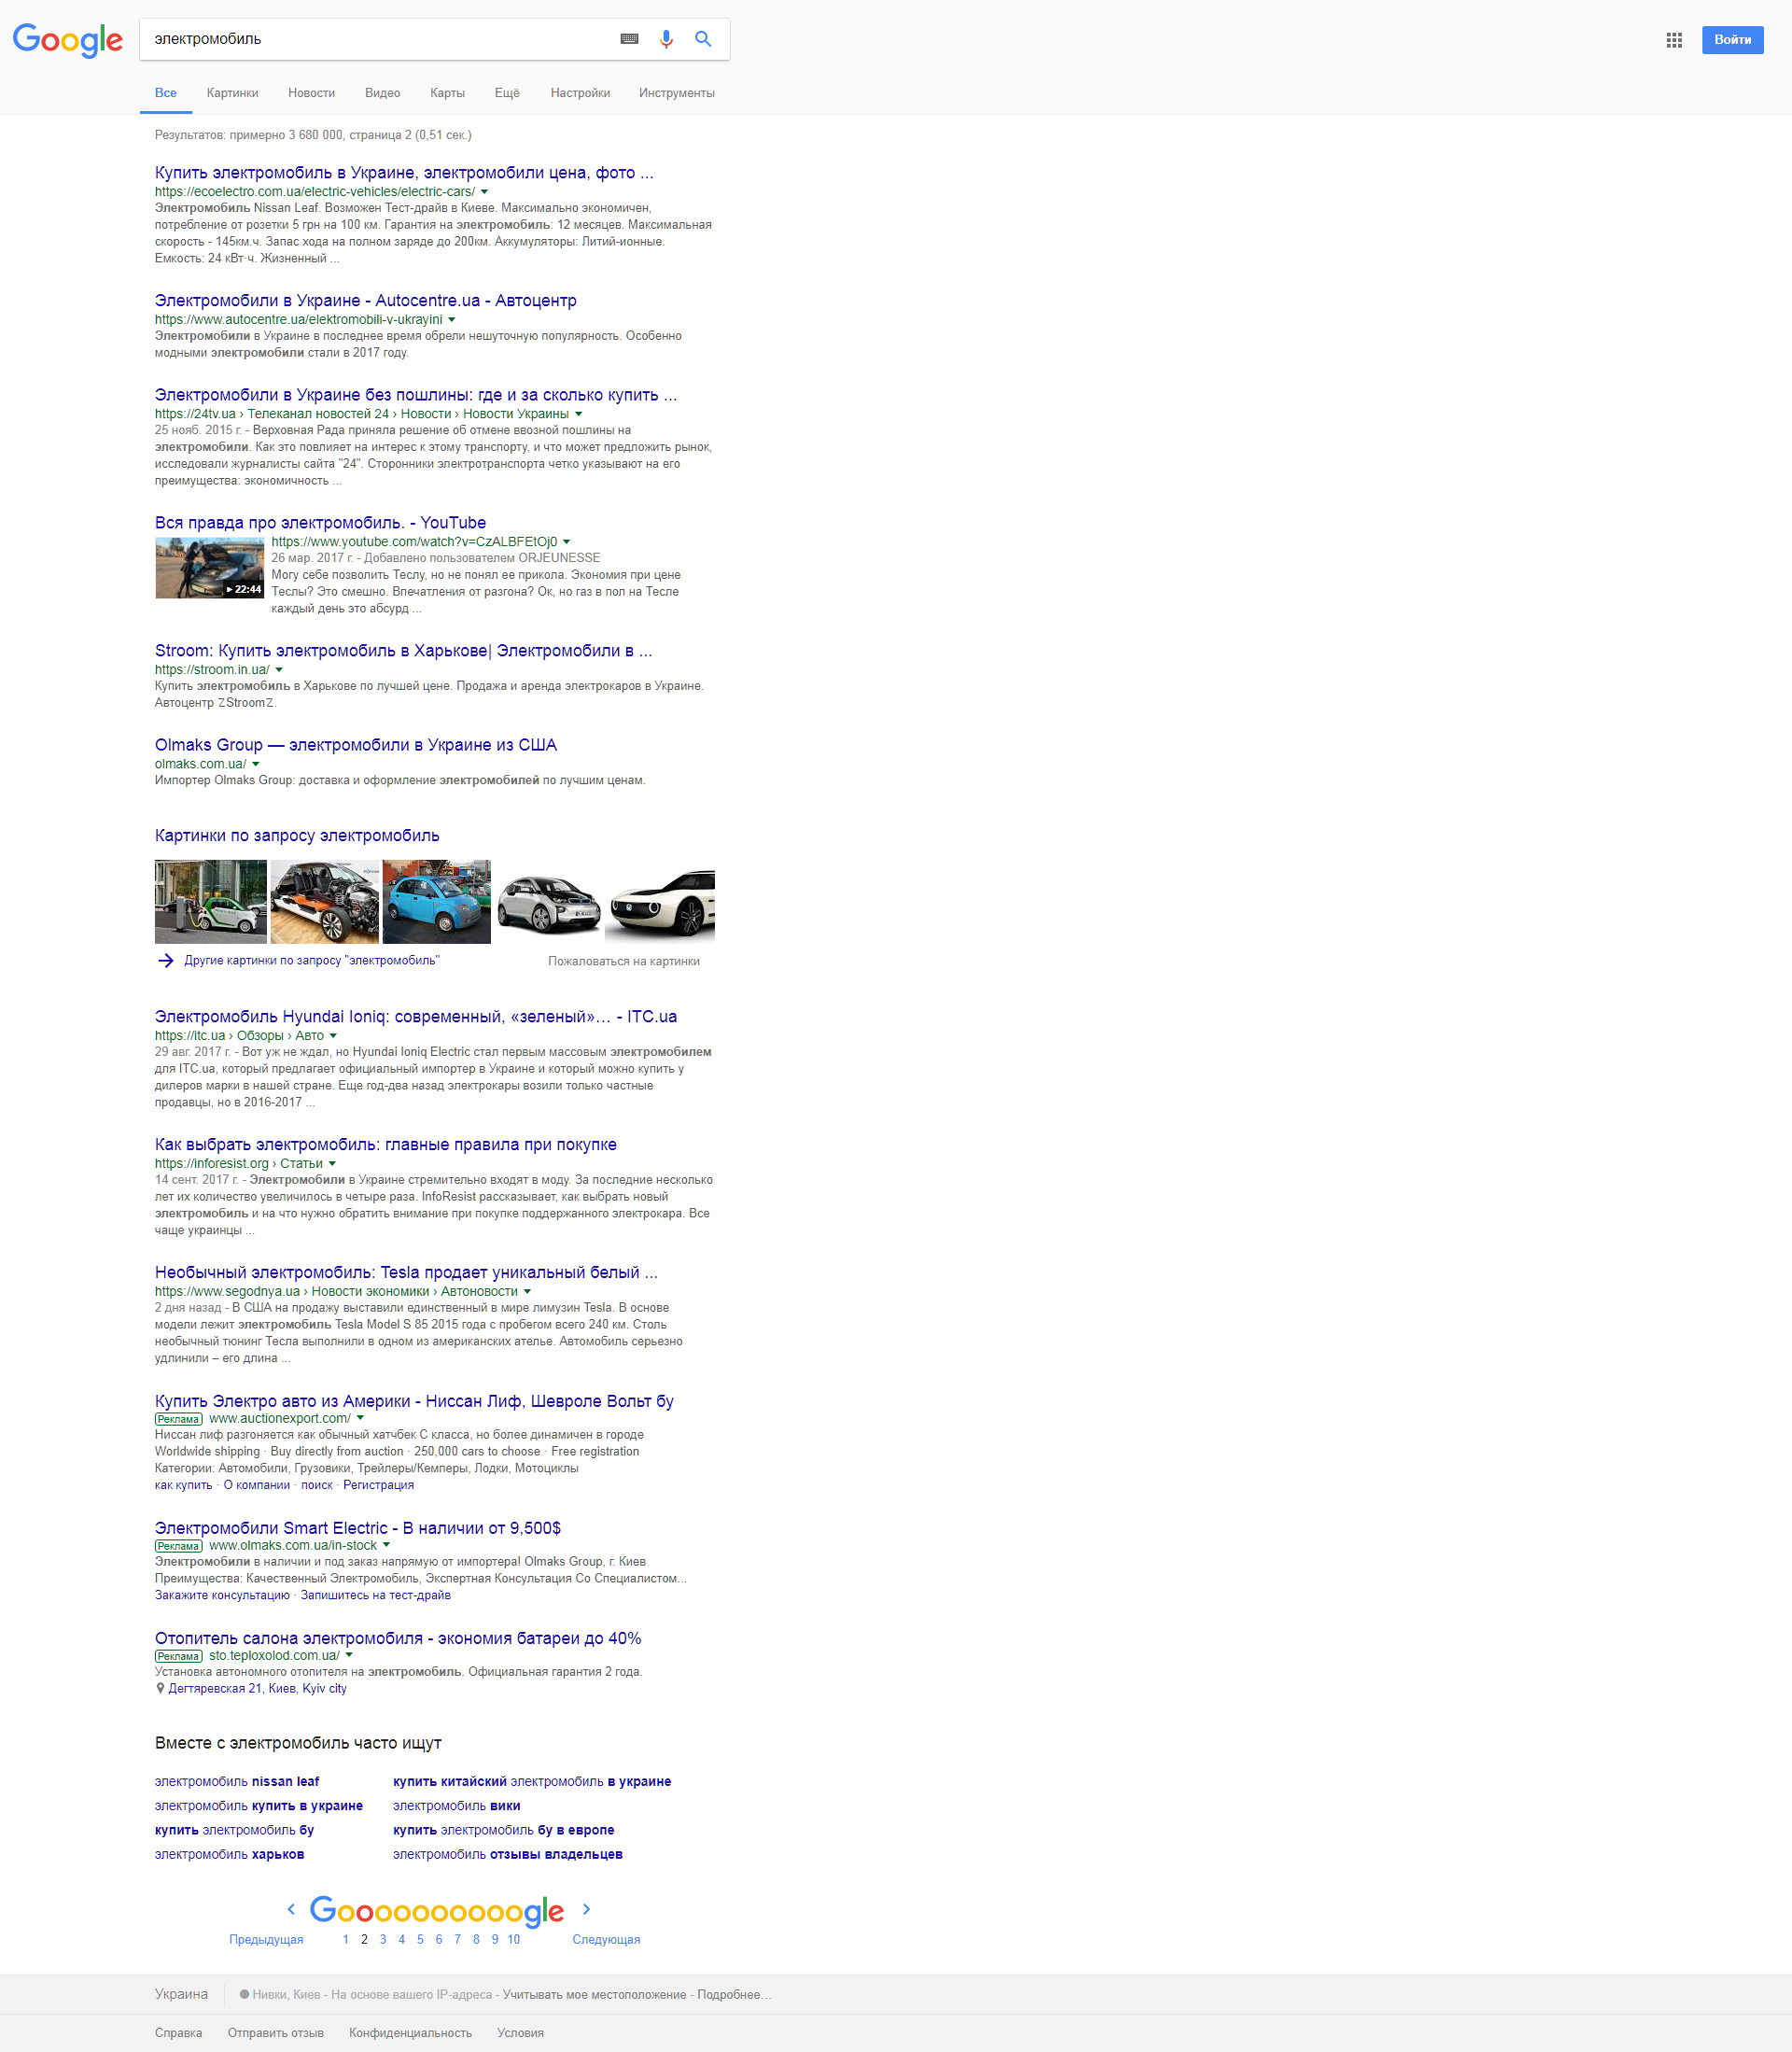 Google
электромобиль
Войти
Все Картинки Новости Видео Карты Ещё Настройки Инструменты
Результатов: примерно 3 680 000, страница 2 (0,51 сек.)
Купить электромобиль в Украине, электромобили цена, фото ...
https://ecoelectro.com.ua/electric-vehicles/electric-cars/
Электромобиль Nissan Leaf. Возможен Тест-драйв в Киеве. Максимально экономичен,
потребление от розетки 5 грн на 100 км. Гарантия на электромобиль: 12 месяцев. Максимальная
скорость - 145км.ч. Запас хода на полном заряде до 200км. Аккумуляторы: Литий-ионные.
Емкость: 24 кВт·ч. Жизненный ...
Электромобили в Украине - Autocentre.ua - Автоцентр
https://www.autocentre.ua/elektromobili-v-ukrayini
Электромобили в Украине в последнее время обрели нешуточную популярность. Особенно
модными электромобили стали в 2017 году.
Электромобили в Украине без пошлины: где и за сколько купить ...
https://24tv.ua › Телеканал новостей 24 › Новости › Новости Украины
25 нояб. 2015 г. - Верховная Рада приняла решение об отмене ввозной пошлины на
электромобили. Как это повлияет на интерес к этому транспорту, и что может предложить рынок,
исследовали журналисты сайта "24". Сторонники электротранспорта четко указывают на его
преимущества: экономичность ...
Вся правда про электромобиль. - YouTube
https://www.youtube.com/watch?v=CzALBFEtOj0
26 мар. 2017 г. - Добавлено пользователем ORJEUNESSE
Могу себе позволить Теслу, но не понял ее прикола. Экономия при цене
Теслы? Это смешно. Впечатления от разгона? Ок, но газ в пол на Тесле
каждый день это абсурд ...
22:44
Stroom: Купить электромобиль в Харькове| Электромобили в ...
https://stroom.in.ua/
Купить электромобиль в Харькове по лучшей цене. Продажа и аренда электрокаров в Украине.
Автоцентр ☡Stroom☡.
Olmaks Group — электромобили в Украине из США
olmaks.com.ua/
Импортер Olmaks Group: доставка и оформление электромобилей по лучшим ценам.
Картинки по запросу электромобиль
Другие картинки по запросу "электромобиль" Пожаловаться на картинки
Электромобиль Hyundai Ioniq: современный, «зеленый»… - ITC.ua
https://itc.ua › Обзоры › Авто
29 авг. 2017 г. - Вот уж не ждал, но Hyundai Ioniq Electric стал первым массовым электромобилем
для ITC.ua, который предлагает официальный импортер в Украине и который можно купить у
дилеров марки в нашей стране. Еще год-два назад электрокары возили только частные
продавцы, но в 2016-2017 ...
Как выбрать электромобиль: главные правила при покупке
https://inforesist.org › Статьи
14 сент. 2017 г. - Электромобили в Украине стремительно входят в моду. За последние несколько
лет их количество увеличилось в четыре раза. InfoResist рассказывает, как выбрать новый
электромобиль и на что нужно обратить внимание при покупке поддержанного электрокара. Все
чаще украинцы ...
Необычный электромобиль: Tesla продает уникальный белый ...
https://www.segodnya.ua › Новости экономики › Автоновости
2 дня назад - В США на продажу выставили единственный в мире лимузин Tesla. В основе
модели лежит электромобиль Tesla Model S 85 2015 года с пробегом всего 240 км. Столь
необычный тюнинг Тесла выполнили в одном из американских ателье. Автомобиль серьезно
удлинили – его длина ...
Купить Электро авто из Америки - Ниссан Лиф, Шевроле Вольт бу
Реклама www.auctionexport.com/
Ниссан лиф разгоняется как обычный хатчбек С класса, но более динамичен в городе
Worldwide shipping · Buy directly from auction · 250,000 cars to choose · Free registration
Категории: Автомобили, Грузовики, Трейлеры/Кемперы, Лодки, Мотоциклы
как купить · О компании · поиск · Регистрация
Электромобили Smart Electric - В наличии от 9,500$
Реклама www.olmaks.com.ua/in-stock
Электромобили в наличии и под заказ напрямую от импортера! Olmaks Group, г. Киев
Преимущества: Качественный Электромобиль, Экспертная Консультация Со Специалистом...
Закажите консультацию · Запишитесь на тест-драйв
Отопитель салона электромобиля - экономия батареи до 40%
Реклама sto.teploxolod.com.ua/
Установка автономного отопителя на электромобиль. Официальная гарантия 2 года.
Дегтяревская 21, Киев, Kyiv city
Вместе с электромобиль часто ищут
электромобиль nissan leaf купить китайский электромобиль в украине
электромобиль купить в украине электромобиль вики
купить электромобиль бу купить электромобиль бу в европе
электромобиль харьков электромобиль отзывы владельцев
Goooooooooogle
Предыдущая 1 2 3 4 5 6 7 8 9 10 Следующая
Украина Нивки, Киев - На основе вашего IP-адреса - Учитывать мое местоположение - Подробнее…
Справка Отправить отзыв Конфиденциальность Условия